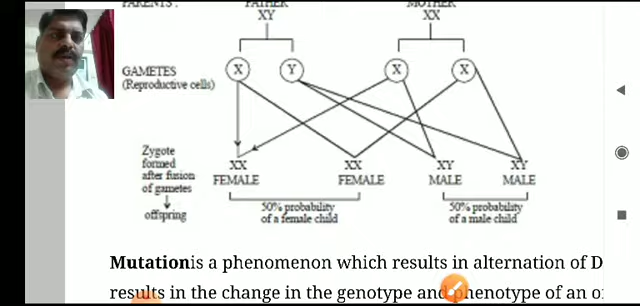 PARENTS : FATHER MOTHER
XY XX
GAMETES X Y X X
(Reproductive cells)
Zygote
formed
after fusion
of gametes
offspring
XX XX XY XY
FEMALE FEMALE MALE MALE
50% probability 50% probability
of a female child of a male child
Mutationis a phenomenon which results in alternation of D
results in the change in the genotype and phenotype of an o